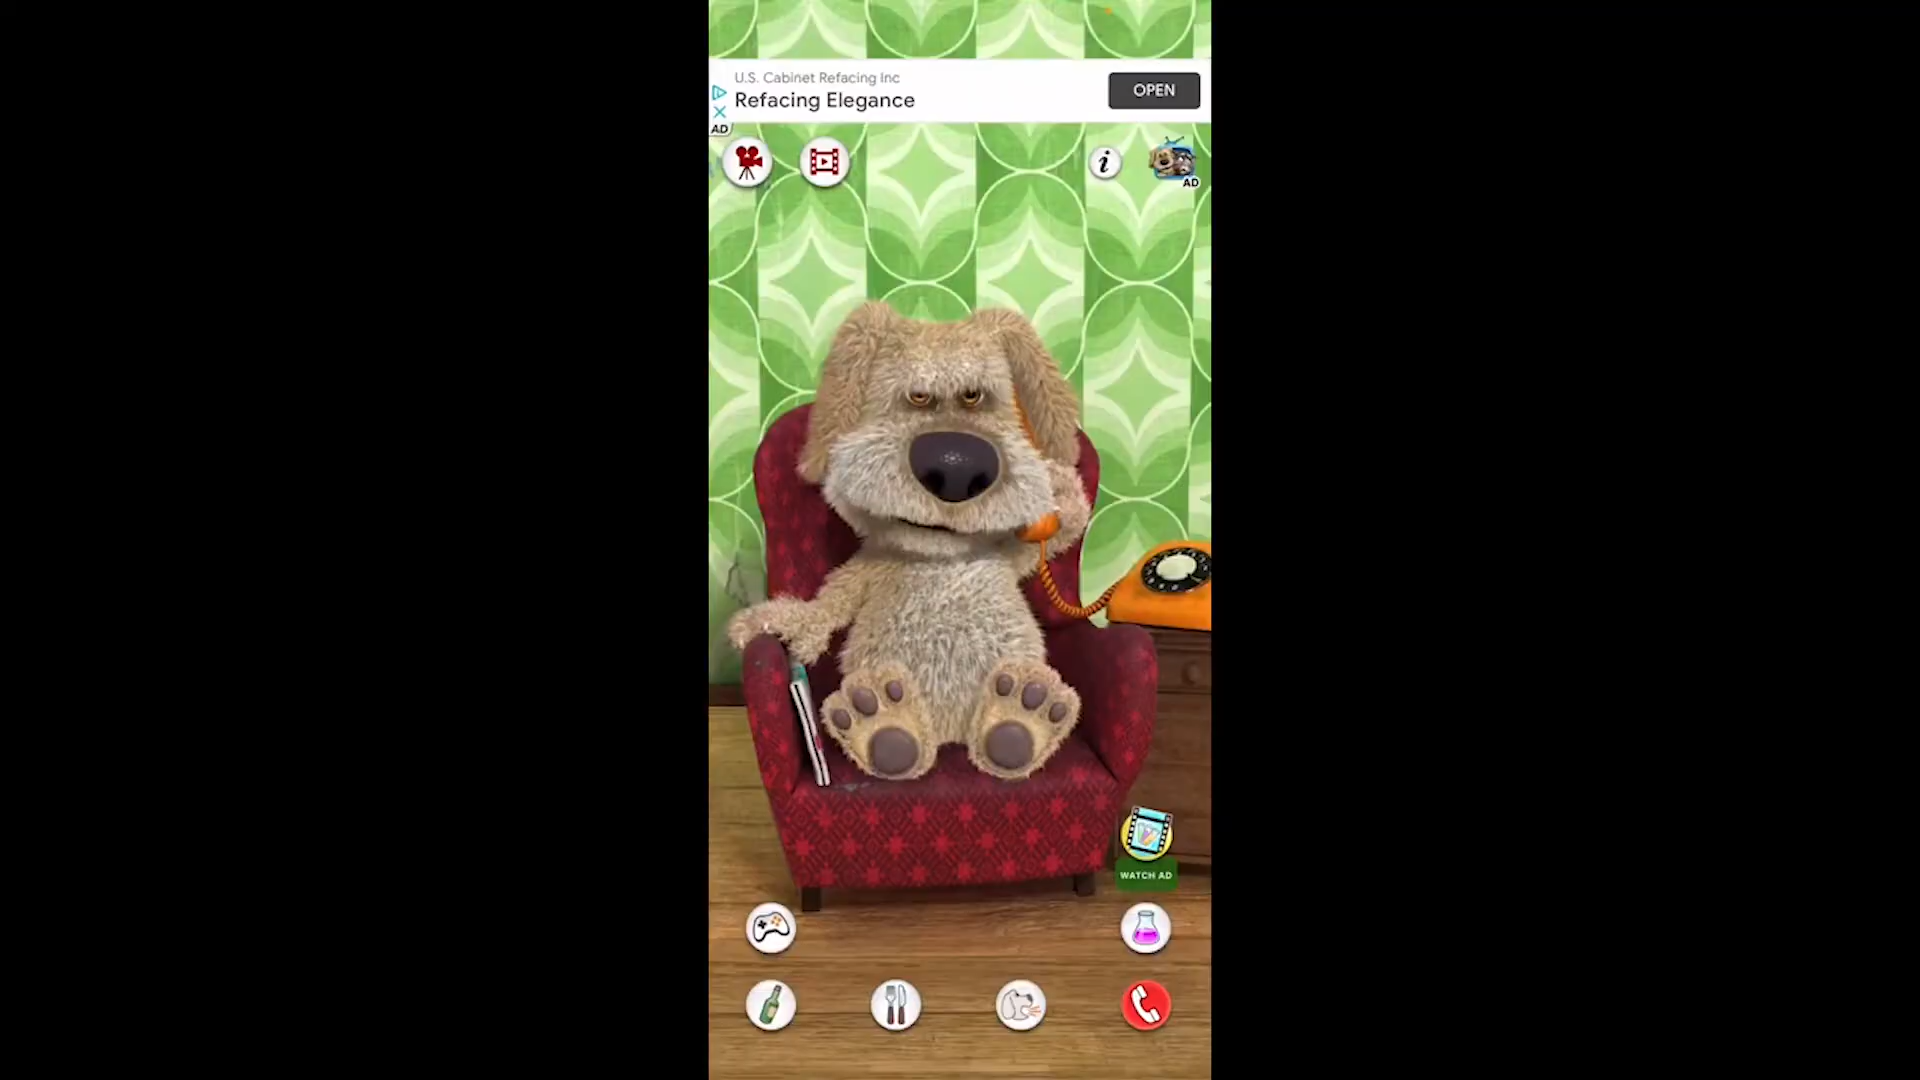 U.S. Cabinet Refacing Inc
Refacing Elegance
OPEN
AD
i
AD
WATCH AD